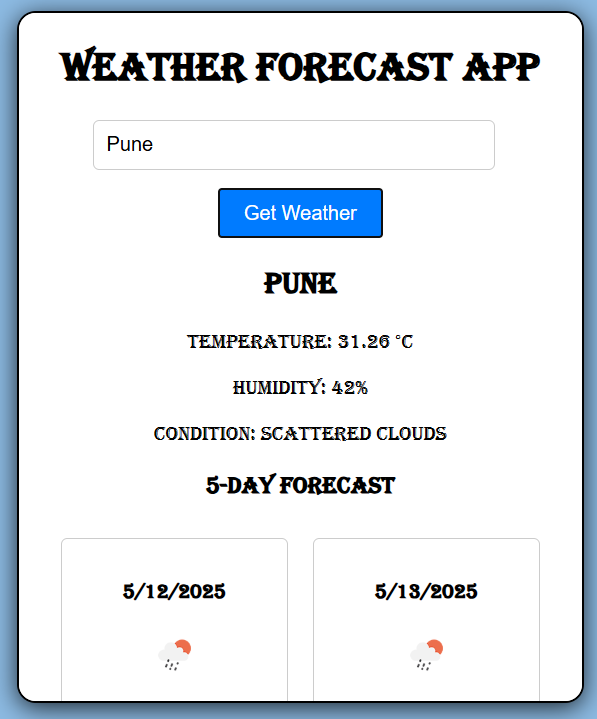 WEATHER FORECAST APP
Pune
Get Weather
PUNE
TEMPERATURE: 31.26 °C
HUMIDITY: 42%
CONDITION: SCATTERED CLOUDS
5-DAY FORECAST
5/12/2025 5/13/2025